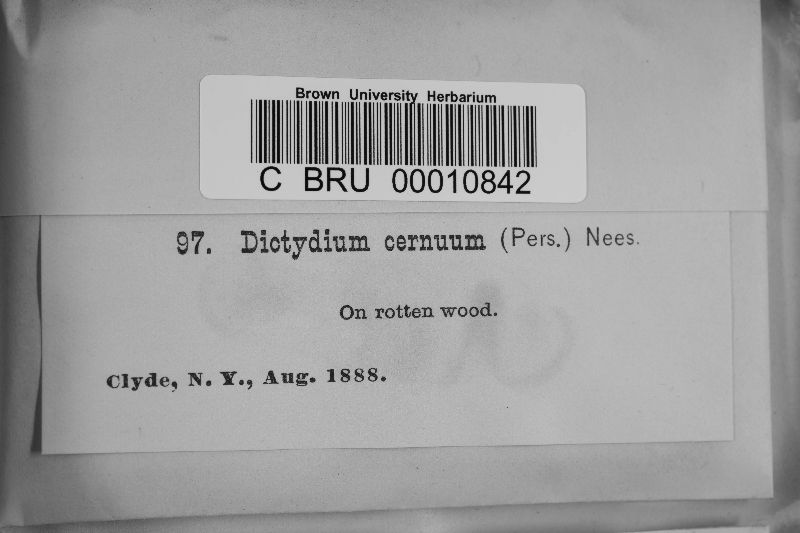 Brown University Herbarium
C BRU 00010842
97. Dictydium cernuum (Pers.) Nees.
On rotten wood.
Clyde, N. Y., Aug. 1888.